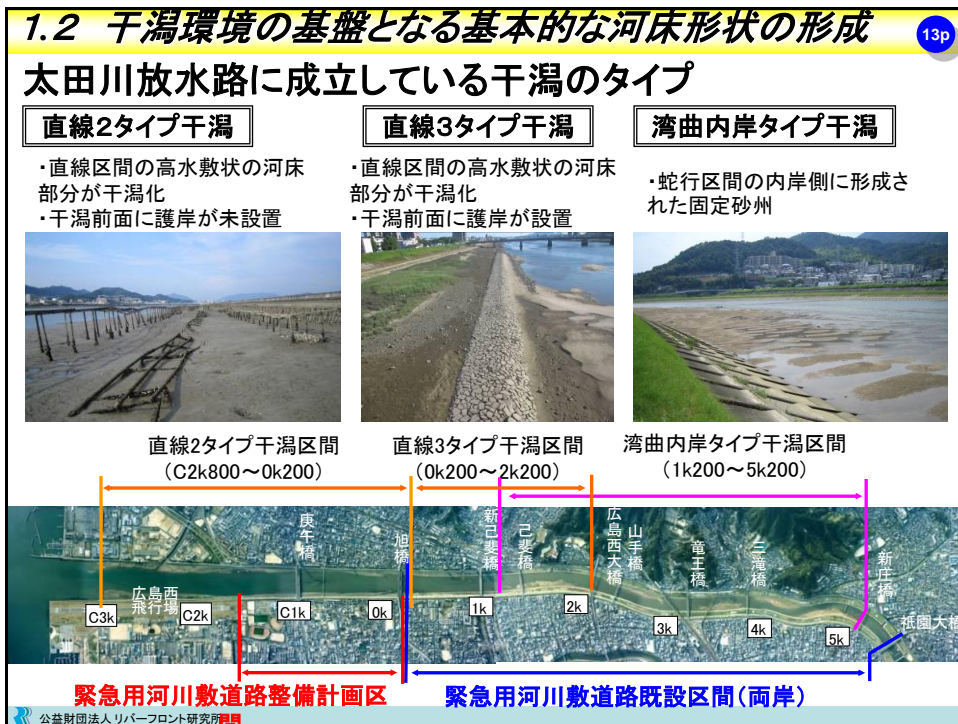 1.2 干潟環境の基盤となる基本的な河床形状の形成
13p
太田川放水路に成立している干潟のタイプ
直線2タイプ干潟
直線3タイプ干潟
湾曲内岸タイプ干潟
・直線区間の高水敷状の河床
部分が干潟化
・干潟前面に護岸が未設置
・直線区間の高水敷状の河床
部分が干潟化
・干潟前面に護岸が設置
・蛇行区間の内岸側に形成さ
れた固定砂州
直線2タイプ干潟区間
（C2k800～0k200）
直線3タイプ干潟区間
（0k200～2k200）
湾曲内岸タイプ干潟区間
（1k200～5k200）
庚午橋
旭橋
新己斐橋
己斐橋
広島西大橋
山手橋
竜王橋
三滝橋
新庄橋
祇園大橋
広島西
飛行場
C3k
C2k
C1k
0k
1k
2k
3k
4k
5k
緊急用河川敷道路整備計画区
間
緊急用河川敷道路既設区間（両岸）
公益財団法人 リバーフロント研究所